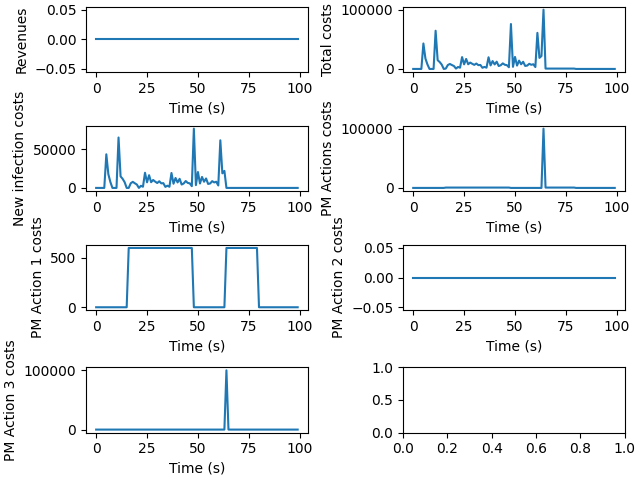 Revenues
0.05
0.00
−0.05
0 25 50 75 100
Time (s)
Total costs
100000
0
0 25 50 75 100
Time (s)
New infection costs
50000
0
0 25 50 75 100
Time (s)
PM Actions costs
100000
0
0 25 50 75 100
Time (s)
PM Action 1 costs
500
0
0 25 50 75 100
Time (s)
PM Action 2 costs
0.05
0.00
−0.05
0 25 50 75 100
Time (s)
PM Action 3 costs
100000
0
0 25 50 75 100
Time (s)
1.0
0.5
0.0
0.0 0.2 0.4 0.6 0.8 1.0